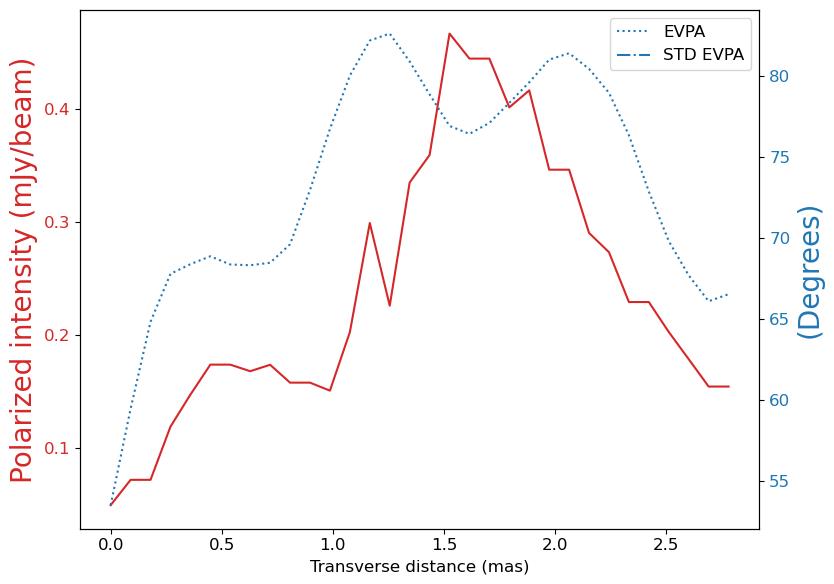 EVPA
STD EVPA
Polarized intensity (mJy/beam)
0.4
0.3
0.2
0.1
80
75
70
65
60
55
(Degrees)
0.0 0.5 1.0 1.5 2.0 2.5
Transverse distance (mas)